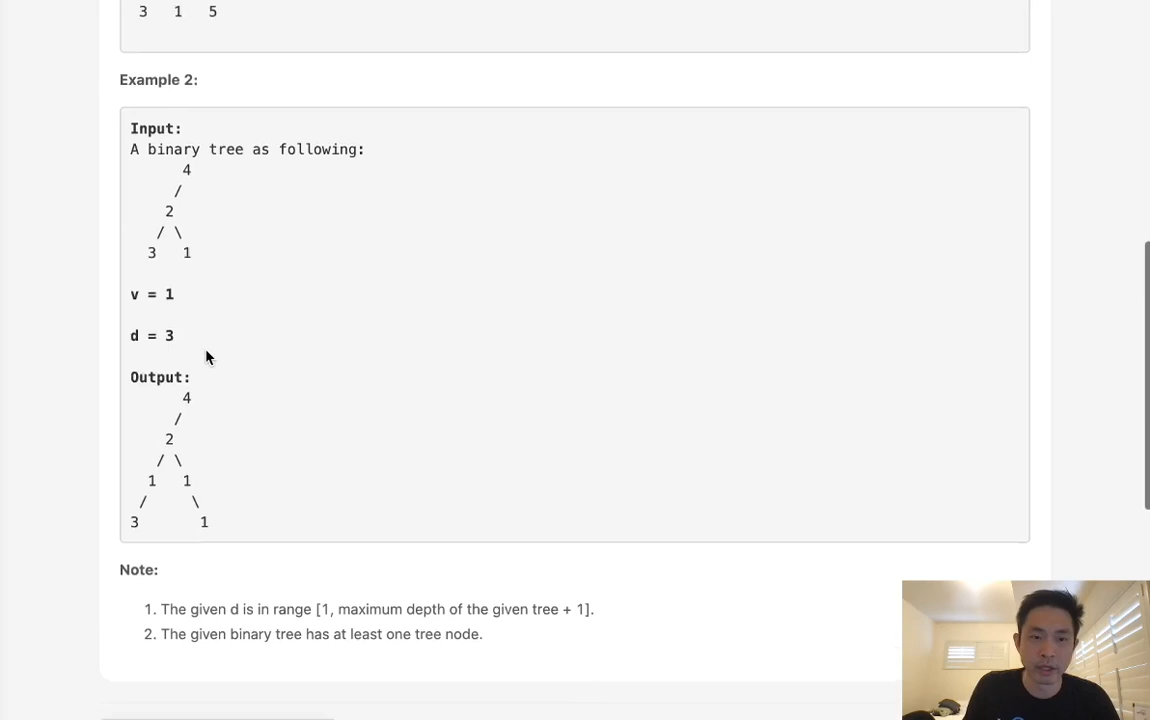 3   1   5
Example 2:
Input:
A binary tree as following:
      4
     /
    2
   / \
  3   1
v = 1
d = 3
Output:
      4
     /
    2
   / \
  1   1
 /     \
3       1
Note:
1. The given d is in range [1, maximum depth of the given tree + 1].
2. The given binary tree has at least one tree node.